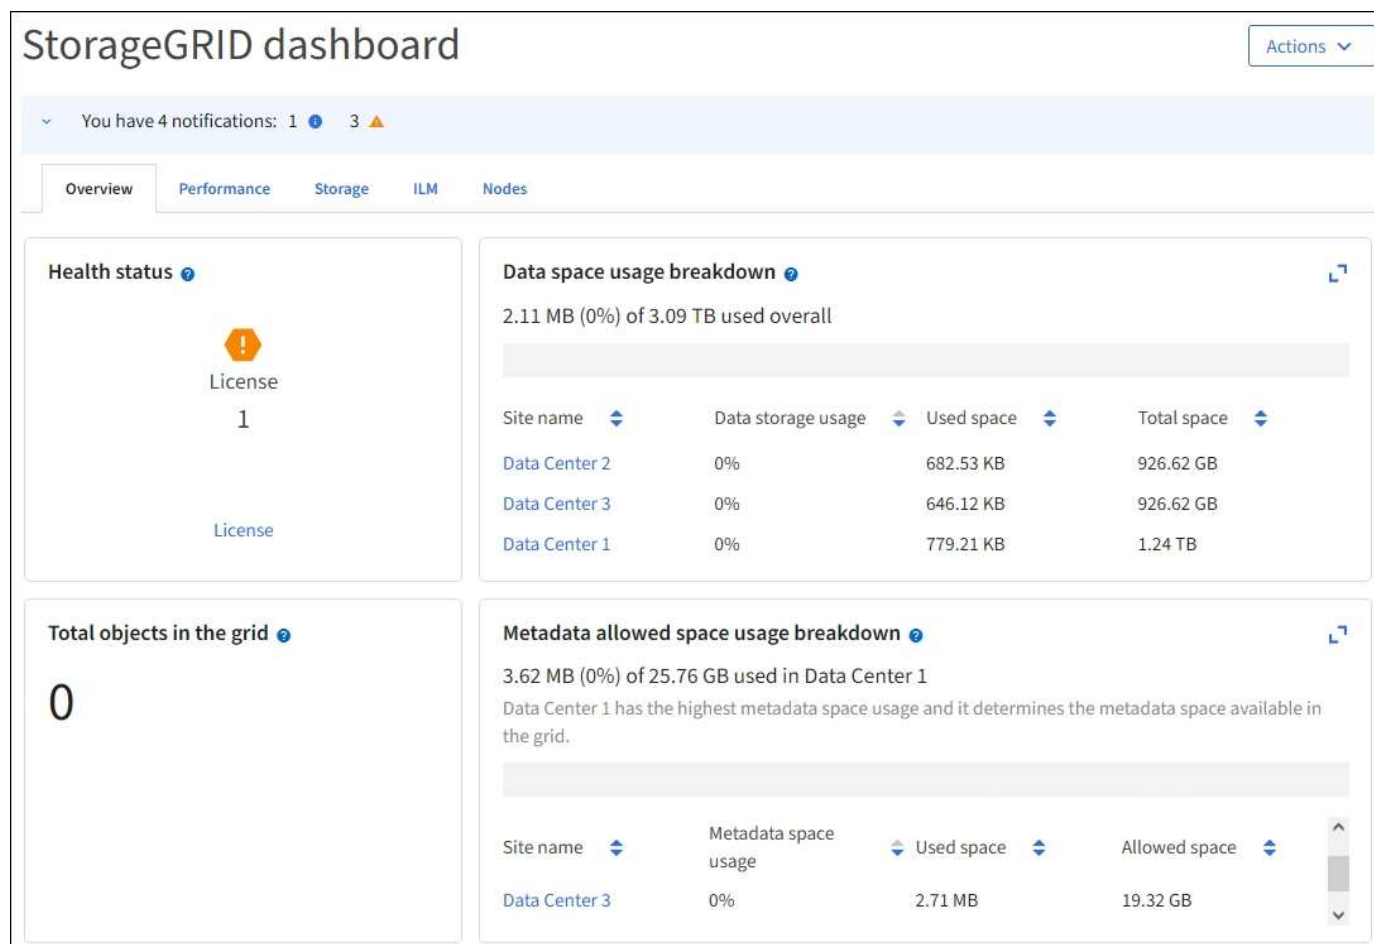 StorageGRID dashboard
Actions
You have 4 notifications: 1 3
Overview Performance Storage ILM Nodes
Health status
License
1
License
Data space usage breakdown
2.11 MB (0%) of 3.09 TB used overall
Site name Data storage usage Used space Total space
Data Center 2 0% 682.53 KB 926.62 GB
Data Center 3 0% 646.12 KB 926.62 GB
Data Center 1 0% 779.21 KB 1.24 TB
Total objects in the grid
0
Metadata allowed space usage breakdown
3.62 MB (0%) of 25.76 GB used in Data Center 1
Data Center 1 has the highest metadata space usage and it determines the metadata space available in
the grid.
Site name Metadata space usage Used space Allowed space
Data Center 3 0% 2.71 MB 19.32 GB